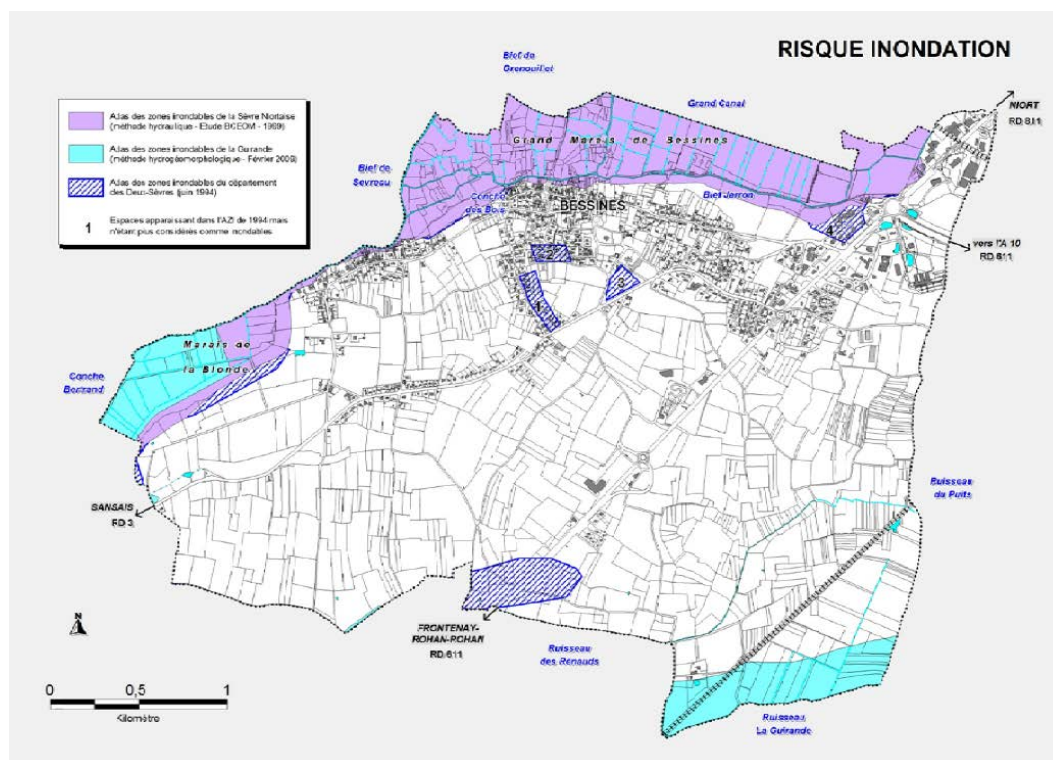 RISQUE INONDATION
Atlas des zones inondables de la Sèvre Niortaise
(méthode hydraulique - Etude BCEOM - 1999)
Atlas des zones inondables de la Guirande
(méthode hydrogéomorphologique - Février 2008)
Atlas des zones inondables du département
des Deux-Sèvres (juin 1994)
1
Espaces apparaissant dans l'AZI de 1994 mais
n'étant plus considérés comme inondables
Bief du
Grenouillet
Grand Canal
NIORT
RD 811
Grand Marais de Bessines
Bief de
Sevreau
Conche
des Bois
BESSINES
Bief Jarron
4
vers l'A 10
RD 611
2
3
1
Marais de
la Blonde
Conche
Bertrand
SANSAIS
RD 3
Ruisseau
du Puits
N
FRONTENAY-
ROHAN-ROHAN
RD 611
Ruisseau
des Renauds
Ruisseau
La Guirande
0 0,5 1
Kilomètre